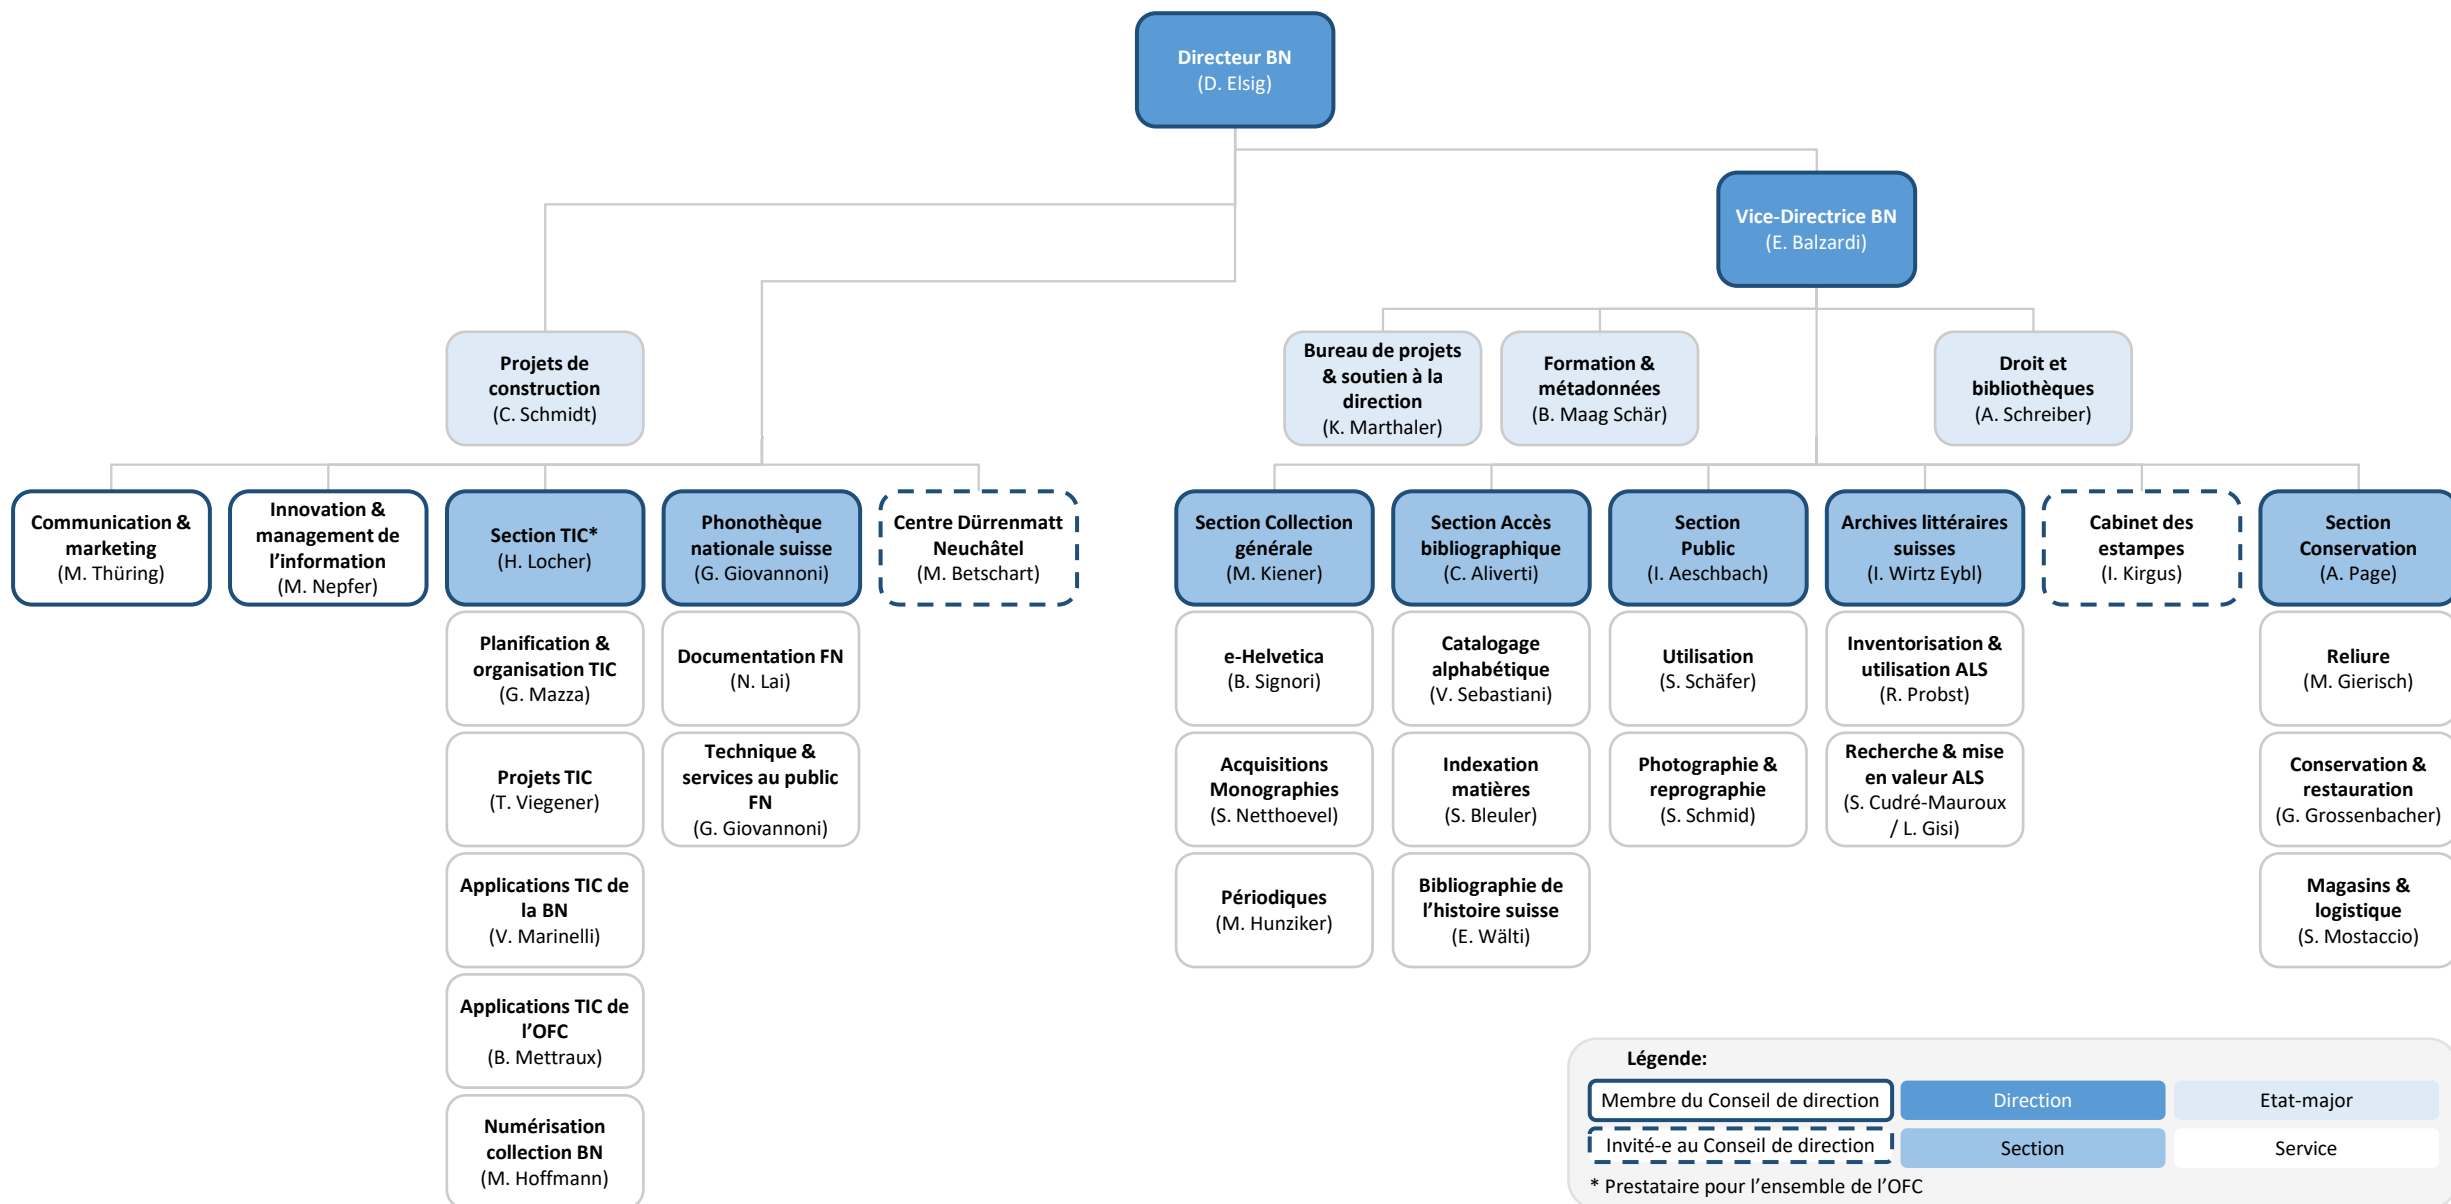 Directeur BN
(D. Elsig)
Vice-Directrice BN
(E. Balzardi)
Projets de
construction
(C. Schmidt)
Bureau de projets
& soutien à la
direction
(K. Marthaler)
Formation &
métadonnées
(B. Maag Schär)
Droit et
bibliothèques
(A. Schreiber)
Communication &
marketing
(M. Thüring)
Innovation &
management de
l’information
(M. Nepfer)
Section TIC*
(H. Locher)
Phonothèque
nationale suisse
(G. Giovannoni)
Centre Dürrenmatt
Neuchâtel
(M. Betschart)
Section Collection
générale
(M. Kiener)
Section Accès
bibliographique
(C. Aliverti)
Section
Public
(I. Aeschbach)
Archives littéraires
suisses
(I. Wirtz Eybl)
Cabinet des
estampes
(I. Kirgus)
Section
Conservation
(A. Page)
Planification &
organisation TIC
(G. Mazza)
Documentation FN
(N. Lai)
e-Helvetica
(B. Signori)
Catalogage
alphabétique
(V. Sebastiani)
Utilisation
(S. Schäfer)
Inventorisation &
utilisation ALS
(R. Probst)
Reliure
(M. Gierisch)
Projets TIC
(T. Viegener)
Technique &
services au public
FN
(G. Giovannoni)
Acquisitions
Monographies
(S. Netthoevel)
Indexation
matières
(S. Bleuler)
Photographie &
reprographie
(S. Schmid)
Recherche & mise
en valeur ALS
(S. Cudré-Mauroux
/ L. Gisi)
Conservation &
restauration
(G. Grossenbacher)
Applications TIC de
la BN
(V. Marinelli)
Périodiques
(M. Hunziker)
Bibliographie de
l’histoire suisse
(E. Wälti)
Magasins &
logistique
(S. Mostaccio)
Applications TIC de
l’OFC
(B. Mettraux)
Numérisation
collection BN
(M. Hoffmann)
Légende:
Membre du Conseil de direction
Direction
Etat-major
Invité-e au Conseil de direction
Section
Service
* Prestataire pour l’ensemble de l’OFC